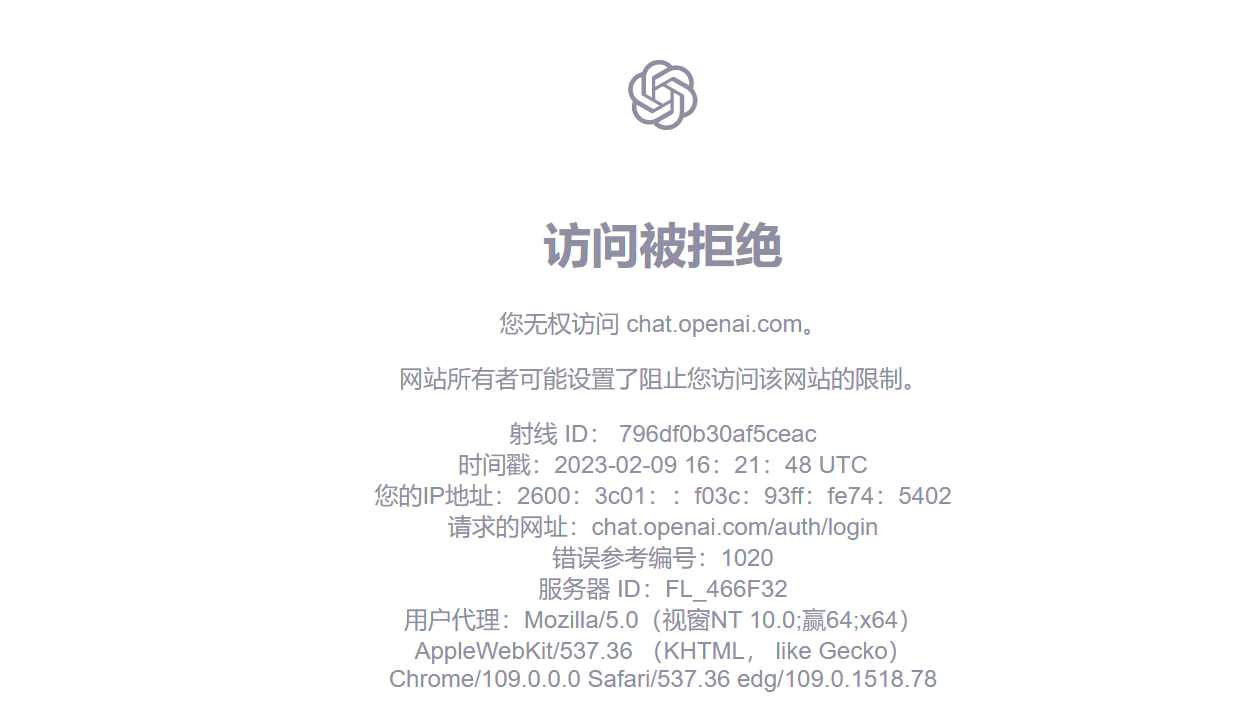 访问被拒绝
您无权访问 chat.openai.com。
网站所有者可能设置了阻止您访问该网站的限制。
射线 ID： 796df0b30af5ceac
时间戳：2023-02-09 16：21：48 UTC
您的IP地址：2600：3c01：：f03c：93ff：fe74：5402
请求的网址：chat.openai.com/auth/login
错误参考编号：1020
服务器 ID：FL_466F32
用户代理：Mozilla/5.0（视窗NT 10.0;赢64;x64）
AppleWebKit/537.36 （KHTML， like Gecko）
Chrome/109.0.0.0 Safari/537.36 edg/109.0.1518.78